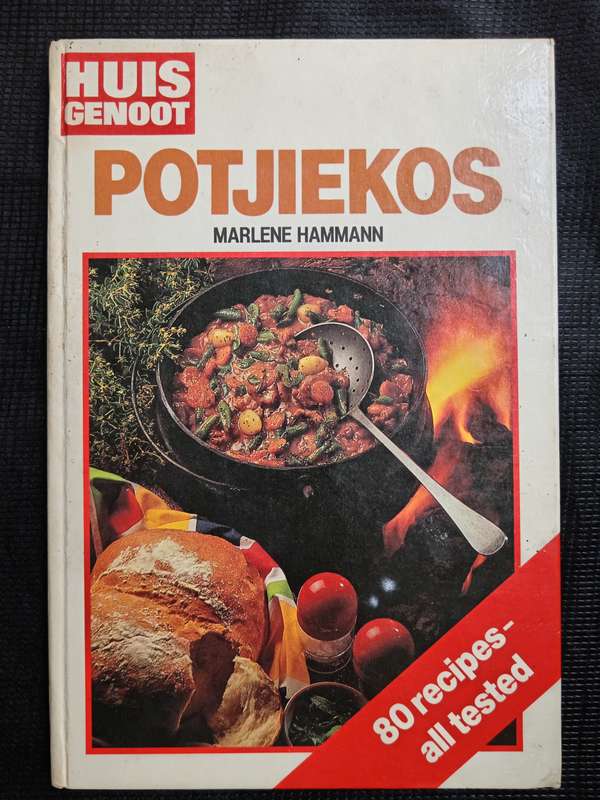 HUIS
GENOOT
POTJIEKOS
MARLENE HAMMANN
80 recipes-
all tested